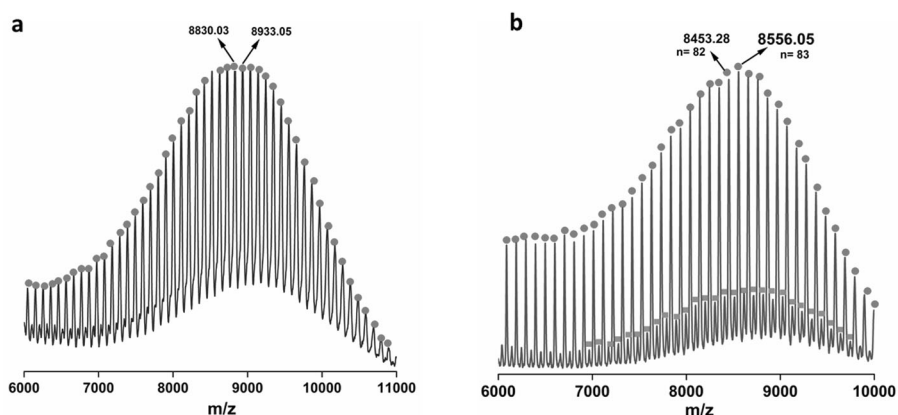 a
8830.03 8933.05
6000 7000 8000 9000 10000 11000
m/z
b
8453.28 8556.05
n= 82 n= 83
6000 7000 8000 9000 10000
m/z